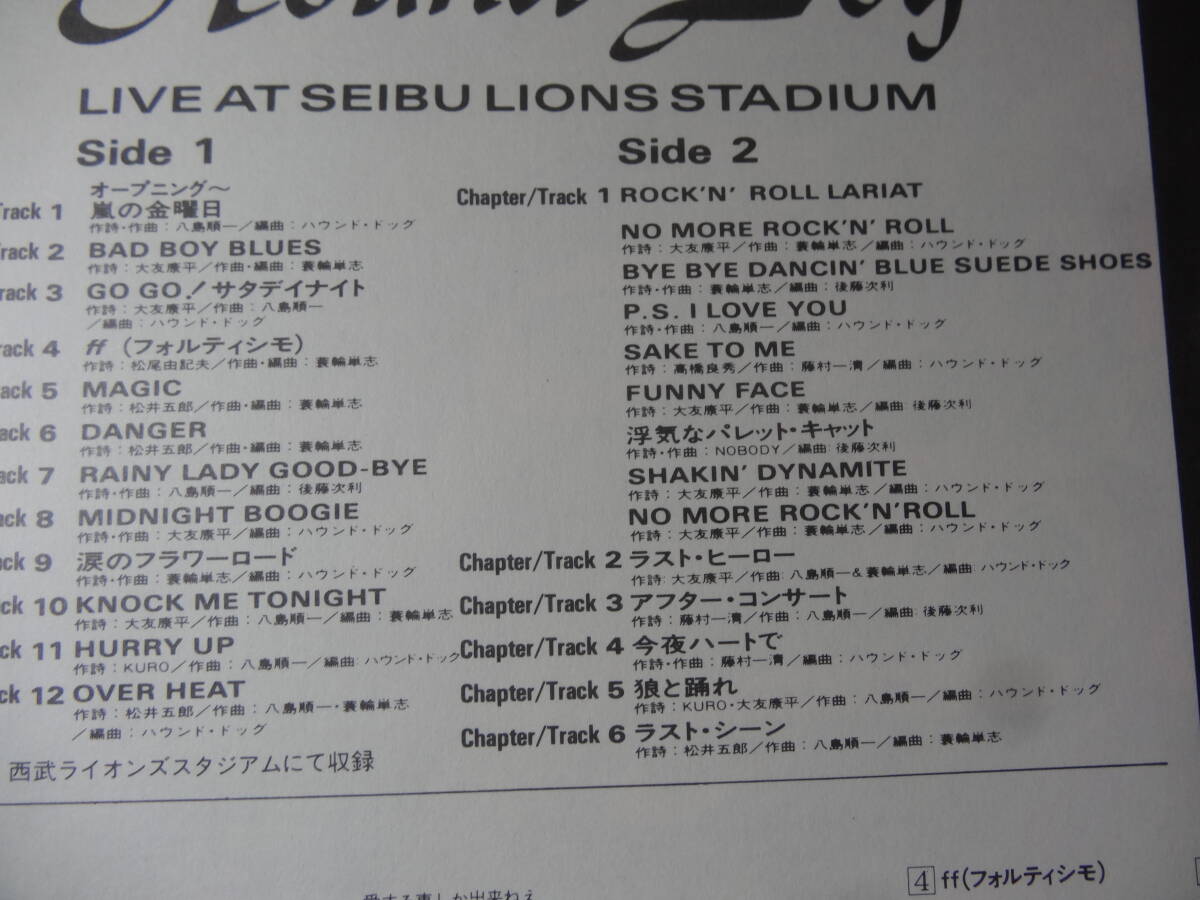 Hound Dog
LIVE AT SEIBU LIONS STADIUM
Side 1
オープニング〜
Track 1 嵐の金曜日
作詩・作曲：八島順一／編曲：ハウンド・ドッグ
Track 2 BAD BOY BLUES
作詩：大友康平／作曲・編曲：蓑輪単志
Track 3 GO GO！サタデイナイト
作詩：大友康平／作曲：八島順一
／編曲：ハウンド・ドッグ
Track 4 ff（フォルティシモ）
作詩：松尾由記夫／作曲・編曲：蓑輪単志
ack 5 MAGIC
作詩：松井五郎／作曲・編曲：蓑輪単志
ack 6 DANGER
作詩：松井五郎／作曲・編曲：蓑輪単志
ack 7 RAINY LADY GOOD-BYE
作詩・作曲：八島順一／編曲：後藤次利
ack 8 MIDNIGHT BOOGIE
作詩：大友康平／作曲：蓑輪単志／編曲：ハウンド・ドッグ
ack 9 涙のフラワーロード
作詩・作曲：蓑輪単志／編曲：ハウンド・ドッグ
ck 10 KNOCK ME TONIGHT
作詩：大友康平／作曲：八島順一／編曲：蓑輪単志
ck 11 HURRY UP
作詩：KURO／作曲：八島順一／編曲：ハウンド・ドック
ck 12 OVER HEAT
作詩：松井五郎／作曲：八島順一・蓑輪単志
／編曲：ハウンド・ドッグ
西武ライオンズスタジアムにて収録
Side 2
Chapter/Track 1 ROCK'N' ROLL LARIAT
NO MORE ROCK'N' ROLL
作詩：大友康平／作曲：蓑輪単志／編曲：ハウンド・ドッグ
BYE BYE DANCIN' BLUE SUEDE SHOES
作詩・作曲：蓑輪単志／編曲：後藤次利
P.S. I LOVE YOU
作詩・作曲：八島順一／編曲：ハウンド・ドッグ
SAKE TO ME
作詩：高橋良秀／作曲：藤村一清／編曲：ハウンド・ドッグ
FUNNY FACE
作詩：大友康平／作曲：蓑輪単志／編曲：後藤次利
浮気なパレット・キャット
作詩・作曲：NOBODY／編曲：後藤次利
SHAKIN' DYNAMITE
作詩：大友康平／作曲：蓑輪単志／編曲：ハウンド・ドッグ
NO MORE ROCK'N'ROLL
作詩：大友康平／作曲：蓑輪単志／編曲：ハウンド・ドッグ
Chapter/Track 2 ラスト・ヒーロー
作詩：大友康平／作曲：八島順一＆蓑輪単志／編曲：ハウンド・ドック
Chapter/Track 3 アフター・コンサート
作詩：藤村一清／作曲：八島順一／編曲：後藤次利
Chapter/Track 4 今夜ハートで
作詩・作曲：藤村一清／編曲：ハウンド・ドッグ
Chapter/Track 5 狼と踊れ
作詩：KURO・大友康平／作曲：八島順一／編曲：ハウンド・ドッグ
Chapter/Track 6 ラスト・シーン
作詩：松井五郎／作曲：八島順一／編曲：蓑輪単志
4 ff(フォルティシモ)
愛する事しか出来ねぇ